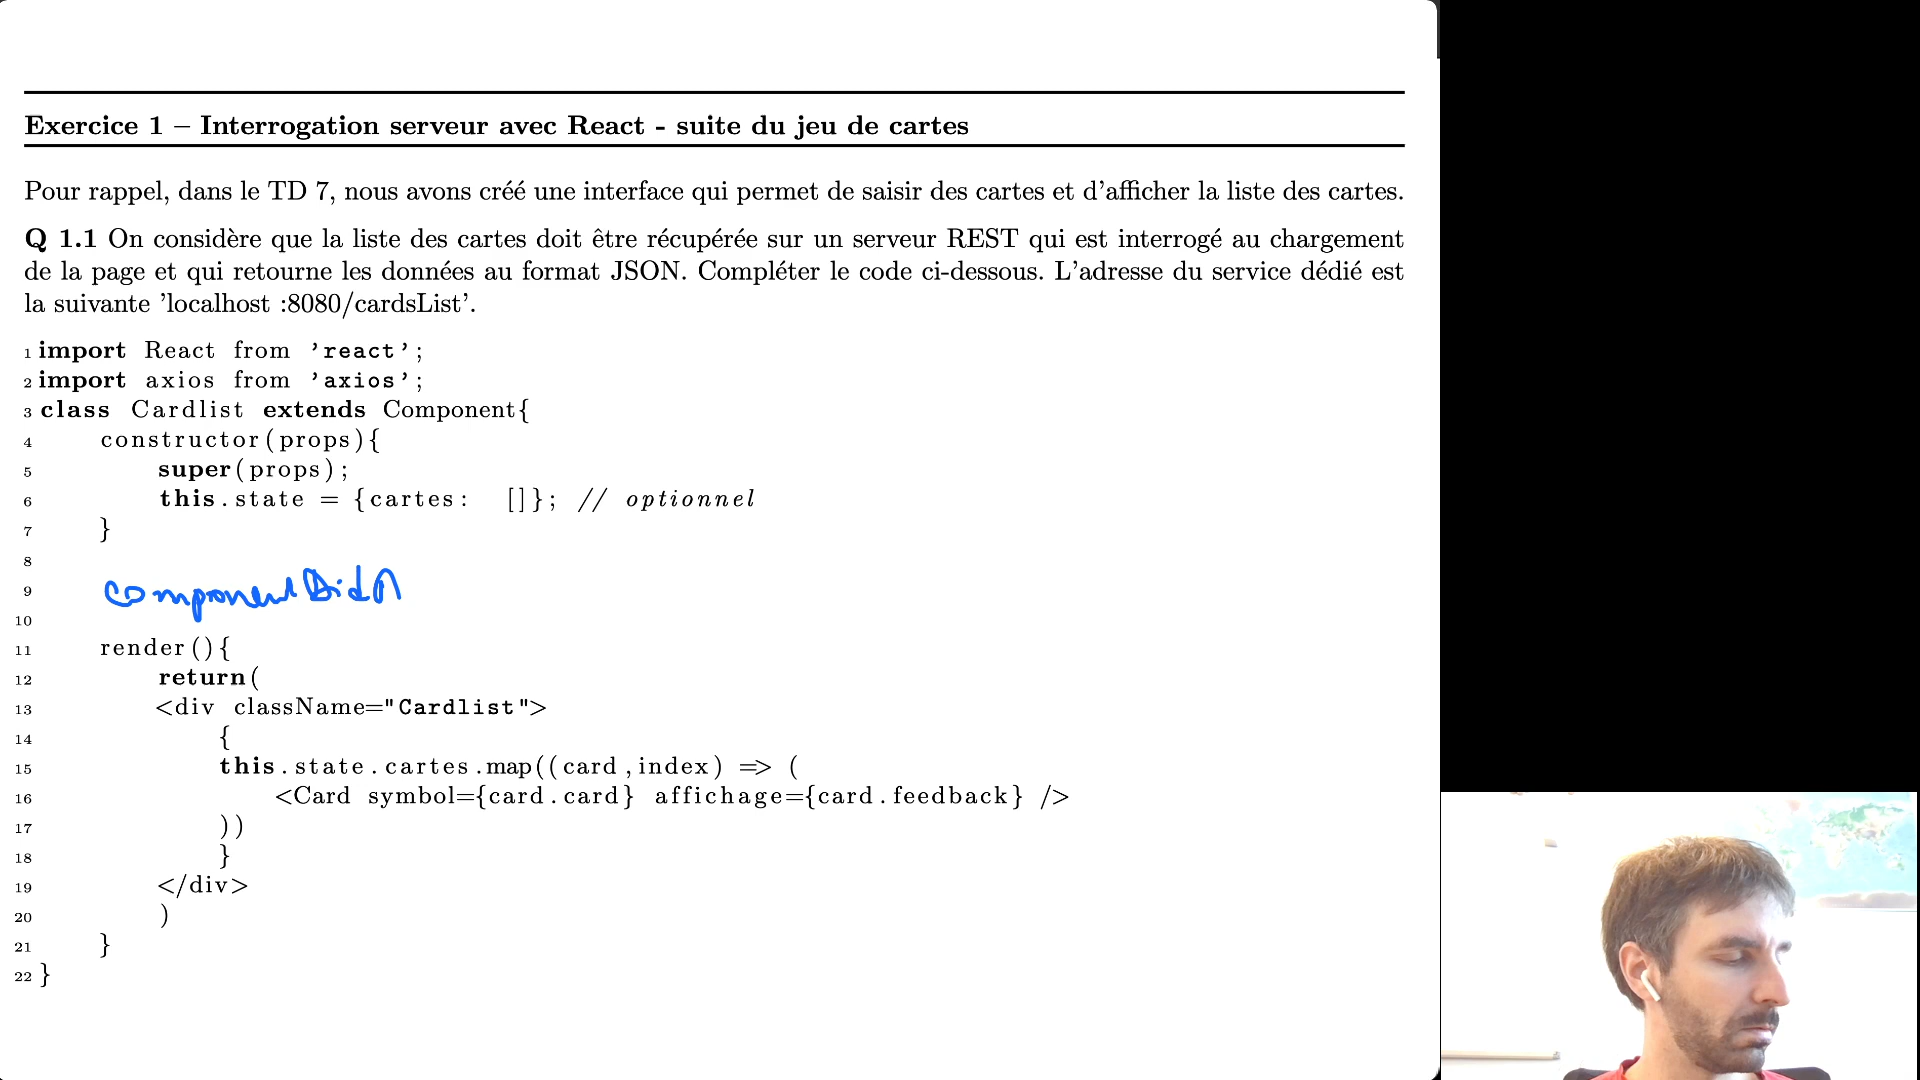 Exercice 1 – Interrogation serveur avec React - suite du jeu de cartes
Pour rappel, dans le TD 7, nous avons créé une interface qui permet de saisir des cartes et d'afficher la liste des cartes.
Q 1.1 On considère que la liste des cartes doit être récupérée sur un serveur REST qui est interrogé au chargement
de la page et qui retourne les données au format JSON. Compléter le code ci-dessous. L'adresse du service dédié est
la suivante 'localhost :8080/cardsList'.
1 import React from 'react';
2 import axios from 'axios';
3 class Cardlist extends Component{
4 constructor(props){
5 super(props);
6 this.state = {cartes: []}; // optionnel
7 }
8
9 componentDidM
10
11 render(){
12 return(
13 <div className="Cardlist">
14 {
15 this.state.cartes.map((card,index) => (
16 <Card symbol={card.card} affichage={card.feedback} />
17 ))
18 }
19 </div>
20 )
21 }
22 }